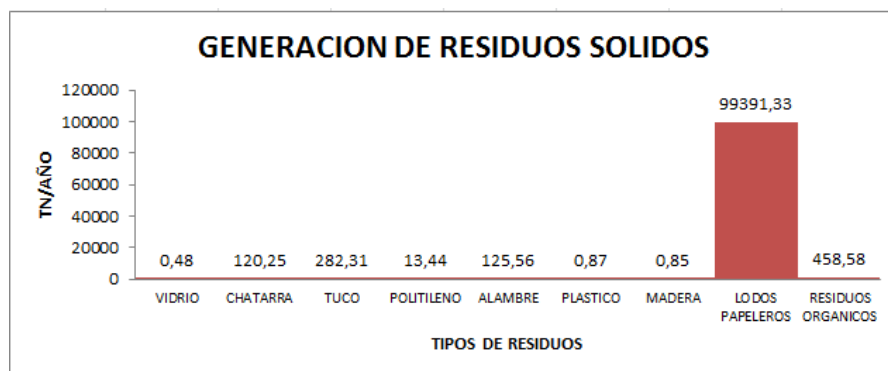 GENERACION DE RESIDUOS SOLIDOS
120000
100000
80000
60000
40000
20000
0
TN/AÑO
0,48
120,25
282,31
13,44
125,56
0,87
0,85
99391,33
458,58
VIDRIO
CHATARRA
TUCO
POLITILENO
ALAMBRE
PLASTICO
MADERA
LODOS
PAPELEROS
RESIDUOS
ORGANICOS
TIPOS DE RESIDUOS